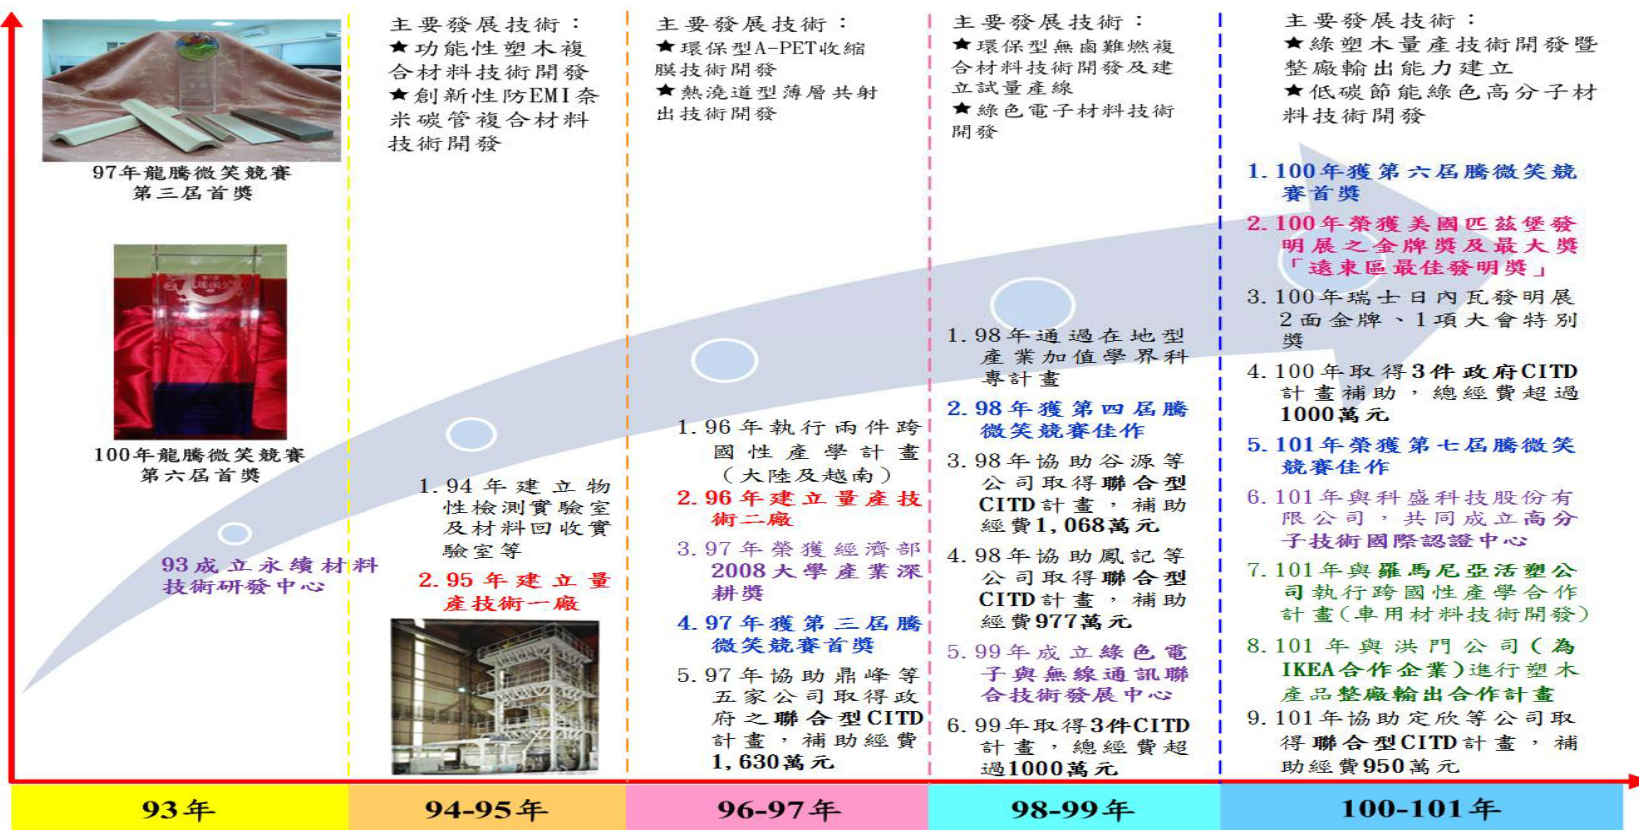 97年龍騰微笑競賽
第三屆首獎
100年龍騰微笑競賽
第六屆首獎
93成立永續材料
技術研發中心
93年
主要發展技術：
★功能性塑木複
合材料技術開發
★創新性防EMI奈
米碳管複合材料
技術開發
1.94年建立物
性檢測實驗室
及材料回收實
驗室等
2.95年建立量
產技術一廠
94-95年
主要發展技術：
★環保型A-PET收縮
膜技術開發
★熱澆道型薄層共射
出技術開發
1.96年執行兩件跨
國性產學計畫
（大陸及越南）
2.96年建立量產技
術二廠
3.97年榮獲經濟部
2008大學產業深
耕獎
4.97年獲第三屆騰
微笑競賽首獎
5.97年協助鼎峰等
五家公司取得政
府之聯合型CITD
計畫，補助經費
1,630萬元
96-97年
主要發展技術：
★環保型無鹵難燃複
合材料技術開發及建
立試量產線
★綠色電子材料技術
開發
1.98年通過在地型
產業加值學界科
專計畫
2.98年獲第四屆騰
微笑競賽佳作
3.98年協助谷源等
公司取得聯合型
CITD計畫，補助
經費1,068萬元
4.98年協助鳳記等
公司取得聯合型
CITD計畫，補助
經費977萬元
5.99年成立綠色電
子與無線通訊聯
合技術發展中心
6.99年取得3件CITD
計畫，總經費超
過1000萬元
98-99年
主要發展技術：
★綠塑木量產技術開發暨
整廠輸出能力建立
★低碳節能綠色高分子材
料技術開發
1.100年獲第六屆騰微笑競
賽首獎
2.100年榮獲美國匹茲堡發
明展之金牌獎及最大獎
「遠東區最佳發明獎」
3.100年瑞士日內瓦發明展
2面金牌、1項大會特別
獎
4.100年取得3件政府CITD
計畫補助，總經費超過
1000萬元
5.101年榮獲第七屆騰微笑
競賽佳作
6.101年與科盛科技股份有
限公司，共同成立高分
子技術國際認證中心
7.101年與羅馬尼亞活塑公
司執行跨國性產學合作
計畫(車用材料技術開發)
8.101年與洪門公司(為
IKEA合作企業)進行塑木
產品整廠輸出合作計畫
9.101年協助定欣等公司取
得聯合型CITD計畫，補
助經費950萬元
100-101年